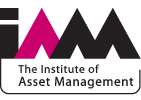 iAM
The Institute of
Asset Management